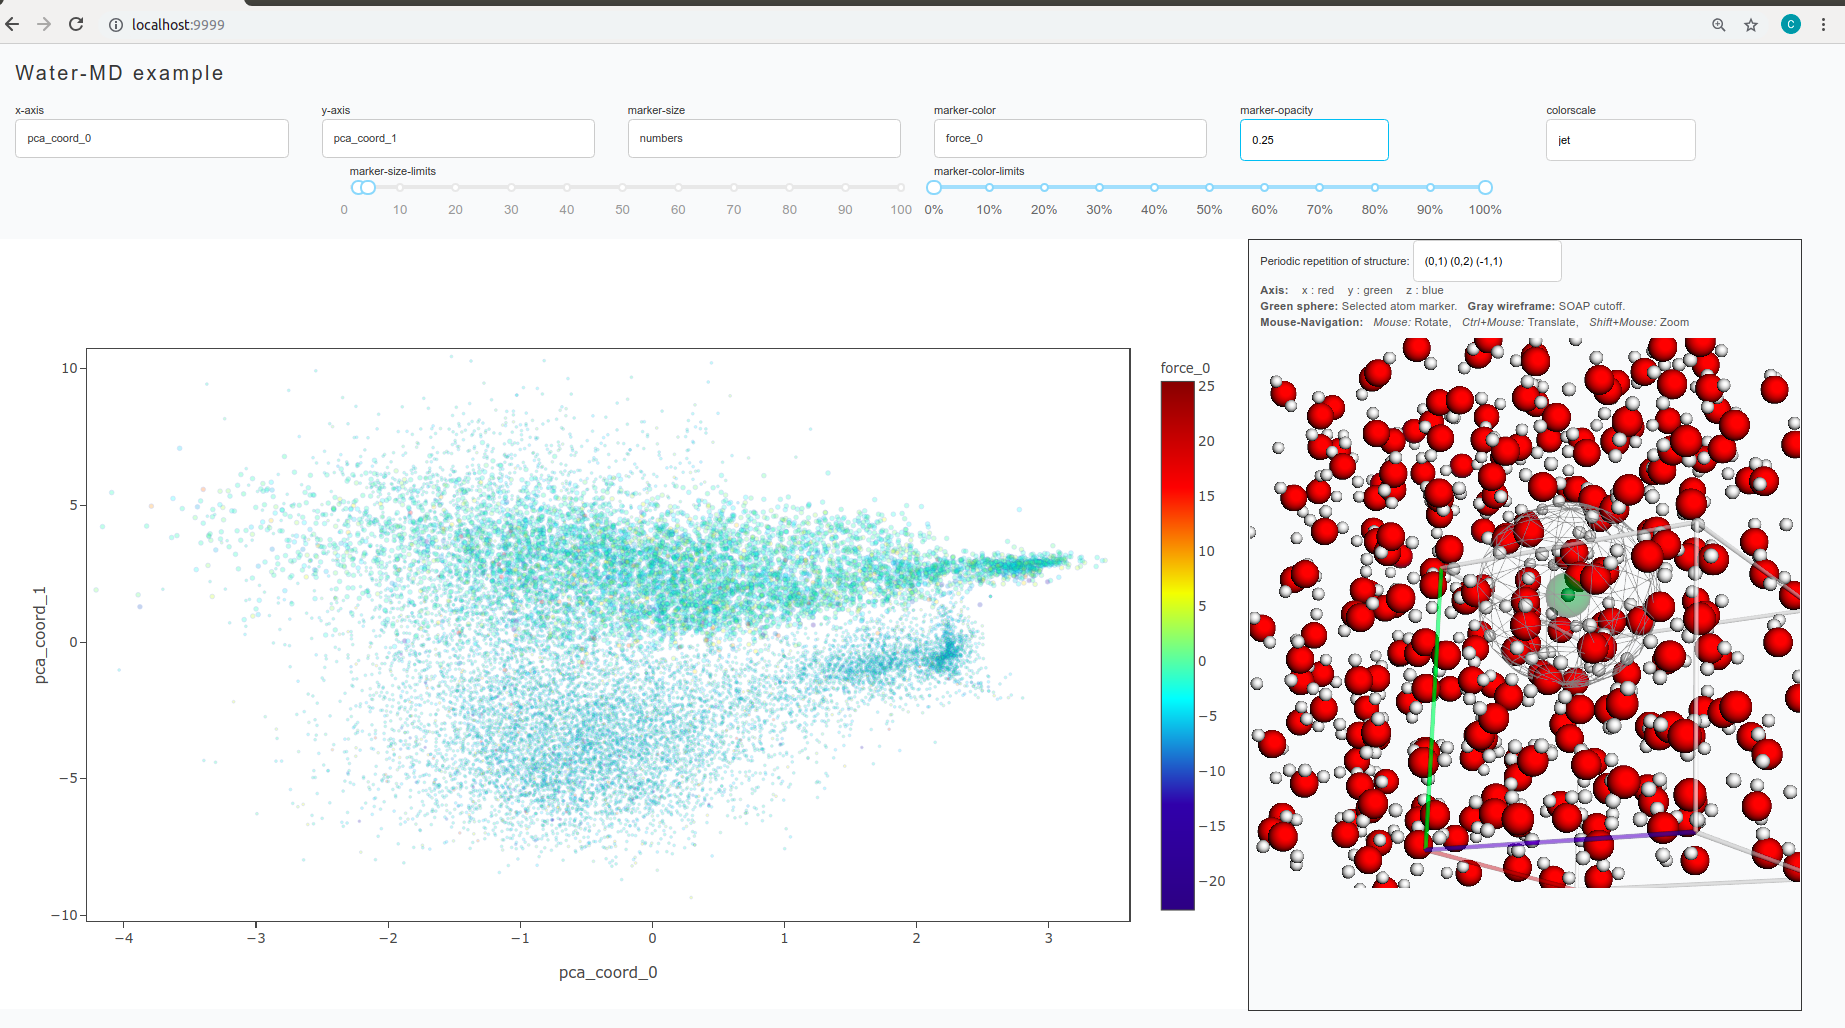 localhost:9999
C
Water-MD example
x-axis y-axis marker-size marker-color marker-opacity colorscale
pca_coord_0 pca_coord_1 numbers force_0 0.25 jet
marker-size-limits marker-color-limits
0 10 20 30 40 50 60 70 80 90 100 0% 10% 20% 30% 40% 50% 60% 70% 80% 90% 100%
Periodic repetition of structure: (0,1) (0,2) (-1,1)
Axis: x : red y : green z : blue
Green sphere: Selected atom marker. Gray wireframe: SOAP cutoff.
Mouse-Navigation: Mouse: Rotate, Ctrl+Mouse: Translate, Shift+Mouse: Zoom
10
5
0
−5
−10
pca_coord_1
−4 −3 −2 −1 0 1 2 3
pca_coord_0
force_0
25
20
15
10
5
0
−5
−10
−15
−20